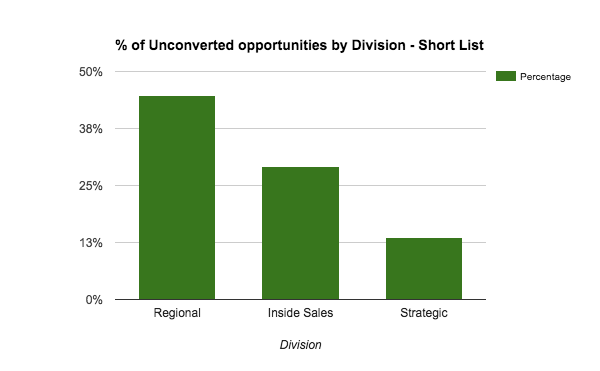 % of Unconverted opportunities by Division - Short List
50%
Percentage
38%
25%
13%
0%
Regional Inside Sales Strategic
Division